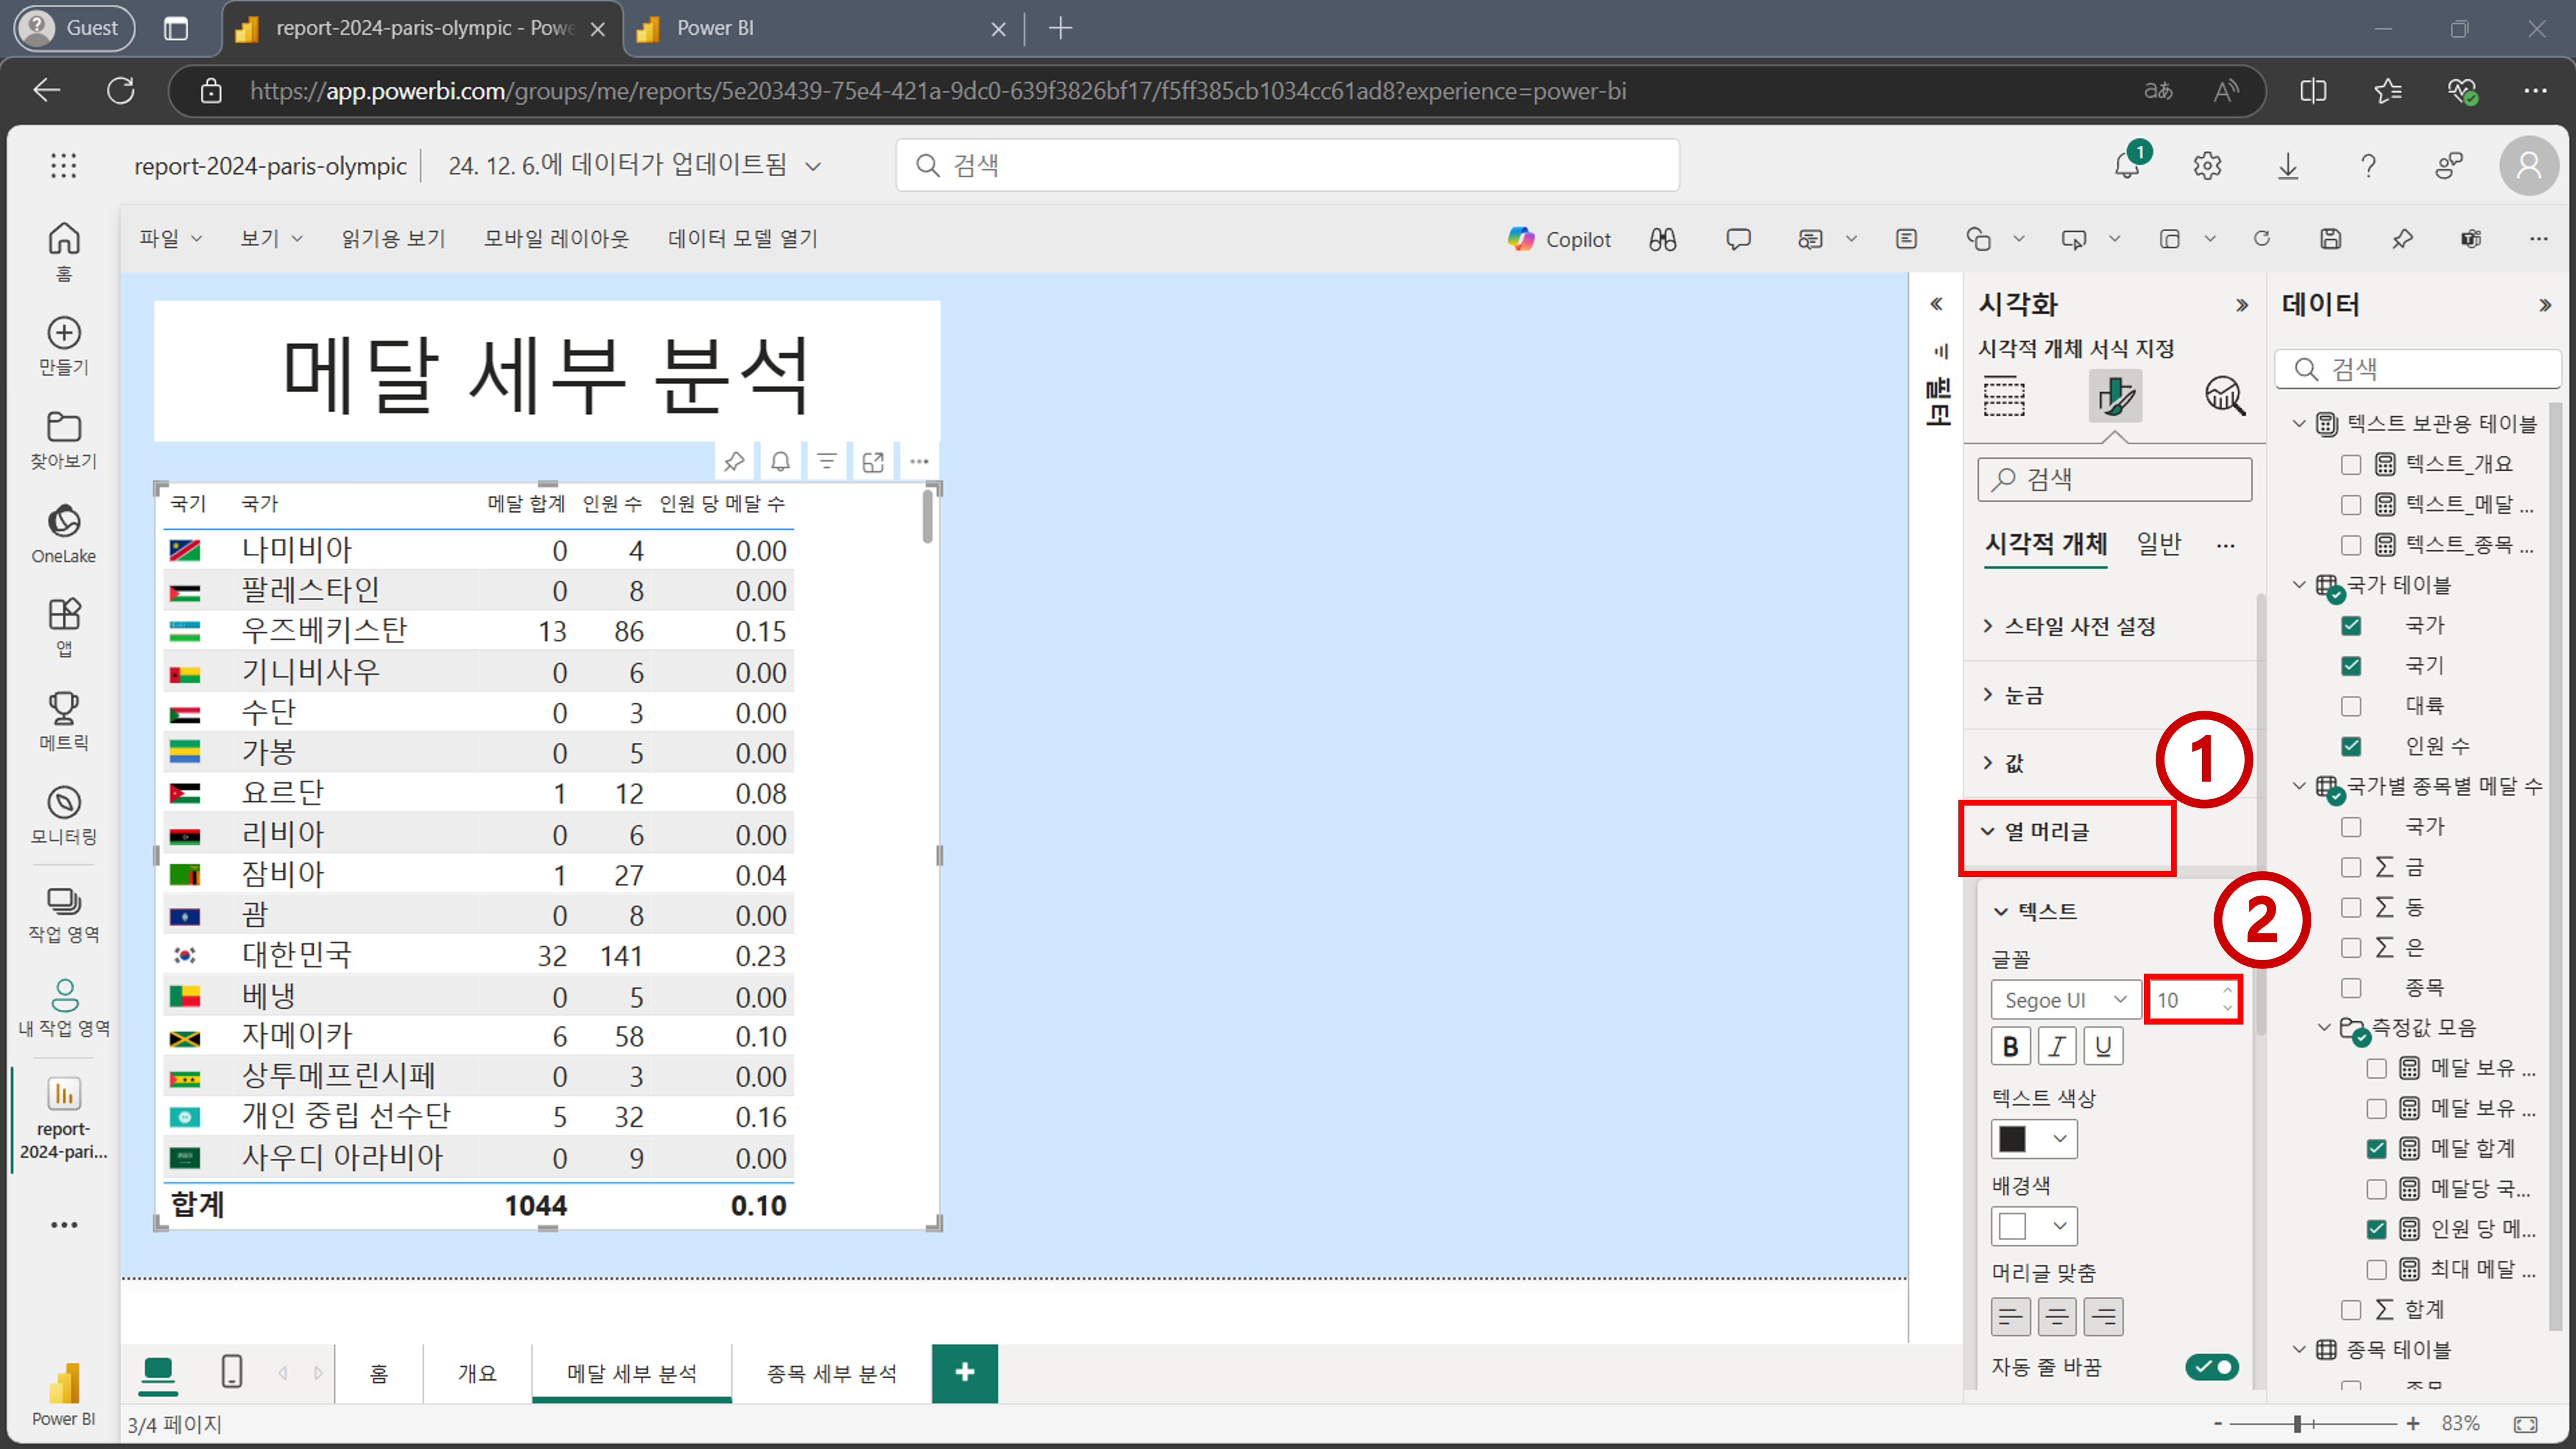 Guest
report-2024-paris-olympic - Powe
Power BI
https://app.powerbi.com/groups/me/reports/5e203439-75e4-421a-9dc0-639f3826bf17/f5ff385cb1034cc61ad8?experience=power-bi
report-2024-paris-olympic
24. 12. 6.에 데이터가 업데이트됨
검색
1
파일
보기
읽기용 보기
모바일 레이아웃
데이터 모델 열기
Copilot
홈
만들기
찾아보기
OneLake
앱
메트릭
모니터링
작업 영역
내 작업 영역
report-
2024-pari...
Power BI
메달 세부 분석
국기 국가 메달 합계 인원 수 인원 당 메달 수
나미비아 0 4 0.00
팔레스타인 0 8 0.00
우즈베키스탄 13 86 0.15
기니비사우 0 6 0.00
수단 0 3 0.00
가봉 0 5 0.00
요르단 1 12 0.08
리비아 0 6 0.00
잠비아 1 27 0.04
괌 0 8 0.00
대한민국 32 141 0.23
베냉 0 5 0.00
자메이카 6 58 0.10
상투메프린시페 0 3 0.00
개인 중립 선수단 5 32 0.16
사우디 아라비아 0 9 0.00
합계 1044 0.10
필터
시각화
시각적 개체 서식 지정
검색
시각적 개체 일반 ...
스타일 사전 설정
눈금
값
1
열 머리글
2
텍스트
글꼴
Segoe UI 10
B I U
텍스트 색상
배경색
머리글 맞춤
자동 줄 바꿈
데이터
검색
텍스트 보관용 테이블
텍스트_개요
텍스트_메달 ...
텍스트_종목 ...
국가 테이블
국가
국기
대륙
인원 수
국가별 종목별 메달 수
국가
∑ 금
∑ 동
∑ 은
종목
측정값 모음
메달 보유 ...
메달 보유 ...
메달 합계
메달당 국...
인원 당 메...
최대 메달 ...
∑ 합계
종목 테이블
홈
개요
메달 세부 분석
종목 세부 분석
+
3/4 페이지
- + 83%